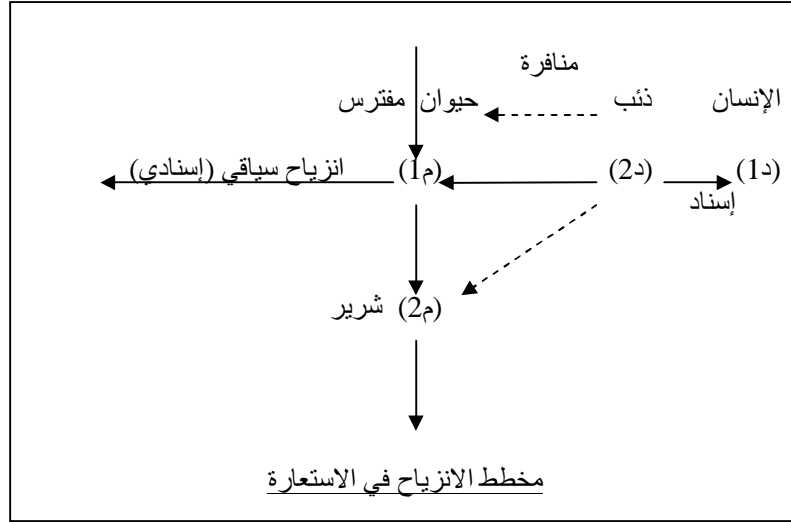 منافرة
الإنسان ذئب حيوان مفترس
(د1) (د2) (م1) انزياح سياقي (إسنادي)
إسناد
(م2) شرير
مخطط الانزياح في الاستعارة